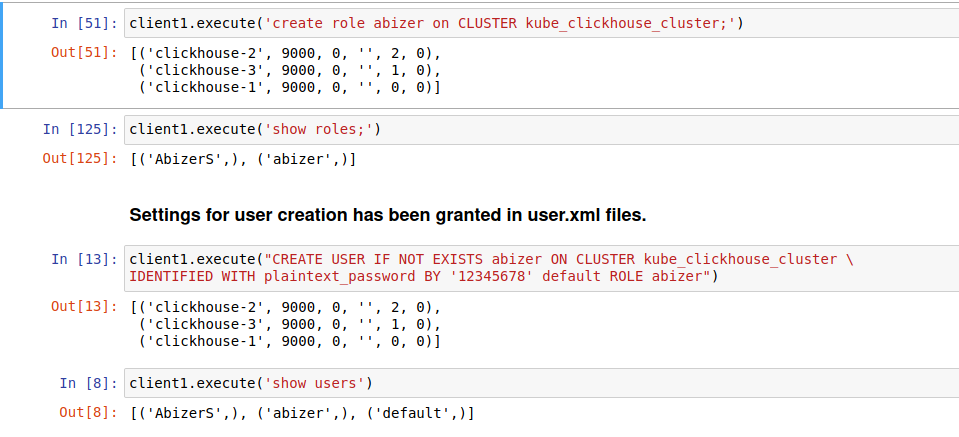 In [51]: client1.execute('create role abizer on CLUSTER kube_clickhouse_cluster;')
Out[51]: [('clickhouse-2', 9000, 0, '', 2, 0),
('clickhouse-3', 9000, 0, '', 1, 0),
('clickhouse-1', 9000, 0, '', 0, 0)]
In [125]: client1.execute('show roles;')
Out[125]: [('AbizerS',), ('abizer',)]
Settings for user creation has been granted in user.xml files.
In [13]: client1.execute("CREATE USER IF NOT EXISTS abizer ON CLUSTER kube_clickhouse_cluster \
IDENTIFIED WITH plaintext_password BY '12345678' default ROLE abizer")
Out[13]: [('clickhouse-2', 9000, 0, '', 2, 0),
('clickhouse-3', 9000, 0, '', 1, 0),
('clickhouse-1', 9000, 0, '', 0, 0)]
In [8]: client1.execute('show users')
Out[8]: [('AbizerS',), ('abizer',), ('default',)]